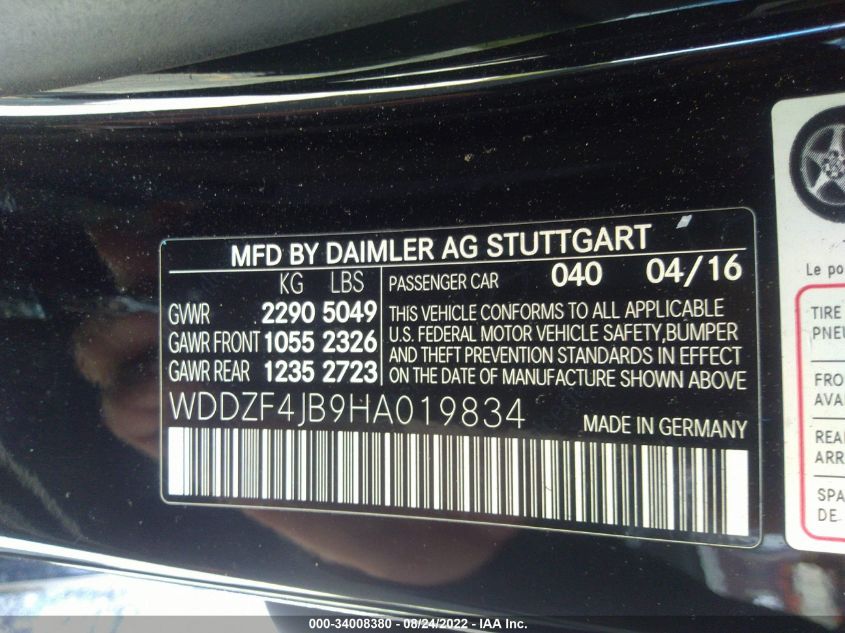 MFD BY DAIMLER AG STUTTGART
KG LBS
GVWR 2290 5049
GAWR FRONT 1055 2326
GAWR REAR 1235 2723
PASSENGER CAR 040 04/16
THIS VEHICLE CONFORMS TO ALL APPLICABLE
U.S. FEDERAL MOTOR VEHICLE SAFETY,BUMPER
AND THEFT PREVENTION STANDARDS IN EFFECT
ON THE DATE OF MANUFACTURE SHOWN ABOVE
WDDZF4JB9HA019834
MADE IN GERMANY
Le po
TIRE
PNEU
FRO
AVA
REA
ARR
SPA
DE
000-34008380 - 08/24/2022 - IAA Inc.